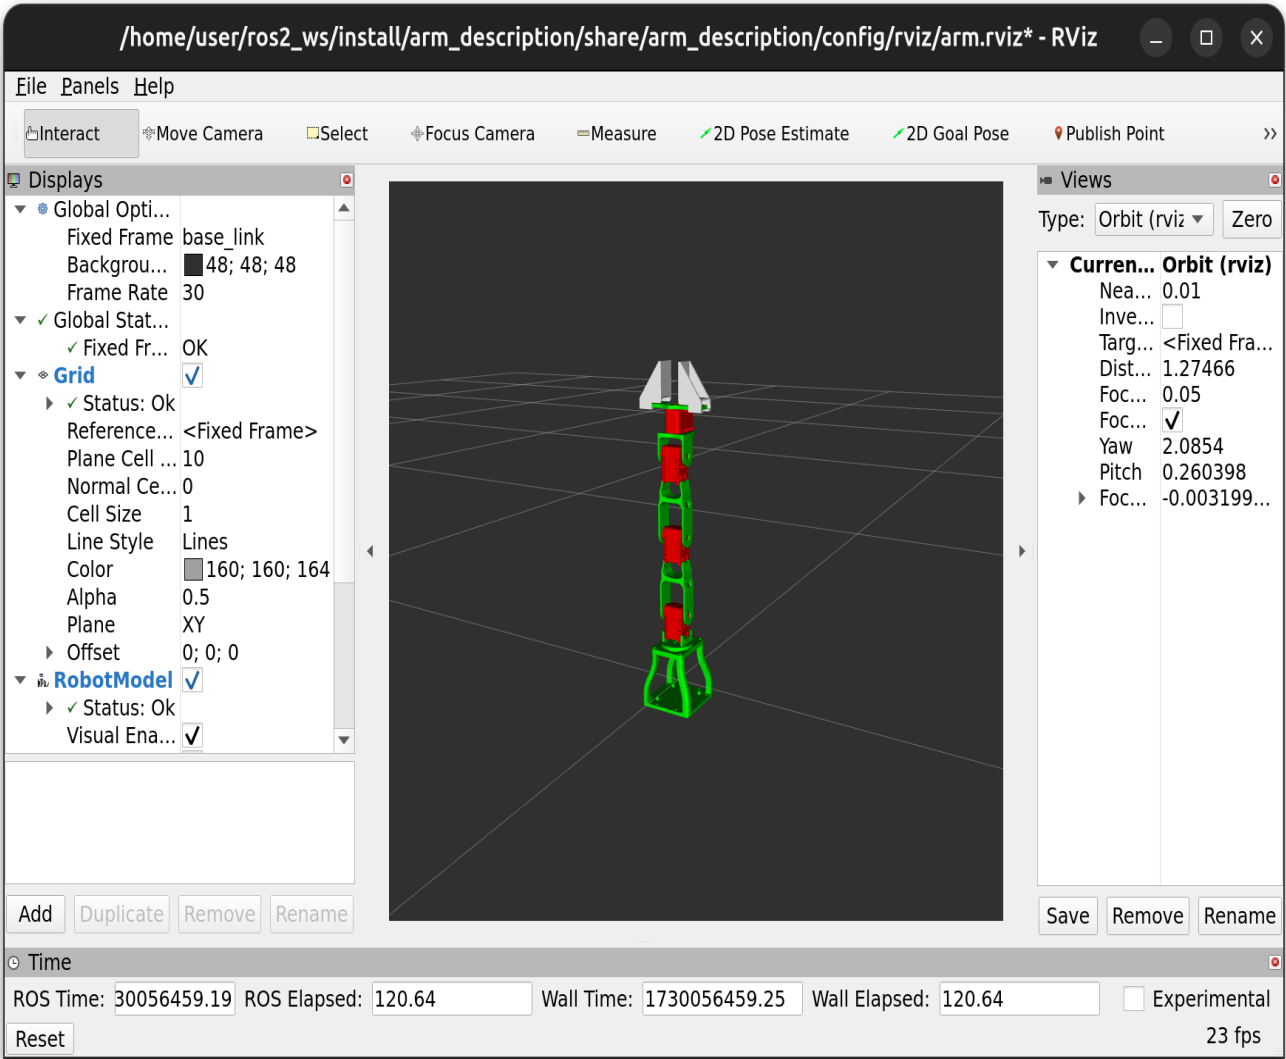 /home/user/ros2_ws/install/arm_description/share/arm_description/config/rviz/arm.rviz* - RViz
File Panels Help
Interact Move Camera Select Focus Camera Measure 2D Pose Estimate 2D Goal Pose Publish Point »
Displays
Global Opti...
Fixed Frame base_link
Backgrou... 48; 48; 48
Frame Rate 30
Global Stat...
Fixed Fr... OK
Grid
Status: Ok
Reference... <Fixed Frame>
Plane Cell ... 10
Normal Ce... 0
Cell Size 1
Line Style Lines
Color 160; 160; 164
Alpha 0.5
Plane XY
Offset 0; 0; 0
RobotModel
Status: Ok
Visual Ena...
Add Duplicate Remove Rename
Views
Type: Orbit (rviz Zero
Curren... Orbit (rviz)
Nea... 0.01
Inve...
Targ... <Fixed Fra...
Dist... 1.27466
Foc... 0.05
Foc...
Yaw 2.0854
Pitch 0.260398
Foc... -0.003199...
Save Remove Rename
Time
ROS Time: 30056459.19 ROS Elapsed: 120.64 Wall Time: 1730056459.25 Wall Elapsed: 120.64 Experimental
Reset 23 fps